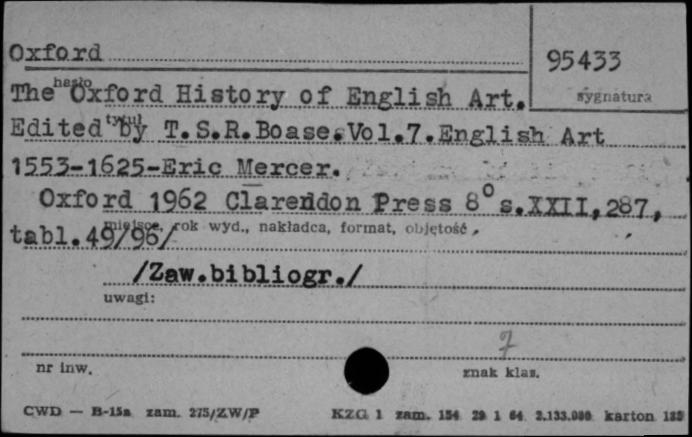 Oxford
95433
hasło
sygnatura
The Oxford History of English Art.
tytuł
Edited by T.S.R.Boase.Vol.7.English Art
1553-1625-Eric Mercer.
Oxford 1962 Clarendon Press 8° s.XXII,287,
miejsce, rok wyd., nakładca, format, objętość
tabl.49/96/
/Zaw.bibliogr./
uwagi:
7
nr inw.
znak klas.
CWD — B-15a zam. 275/ZW/P
KZG 1 zam. 154 29 1 64 2.133.000 karton